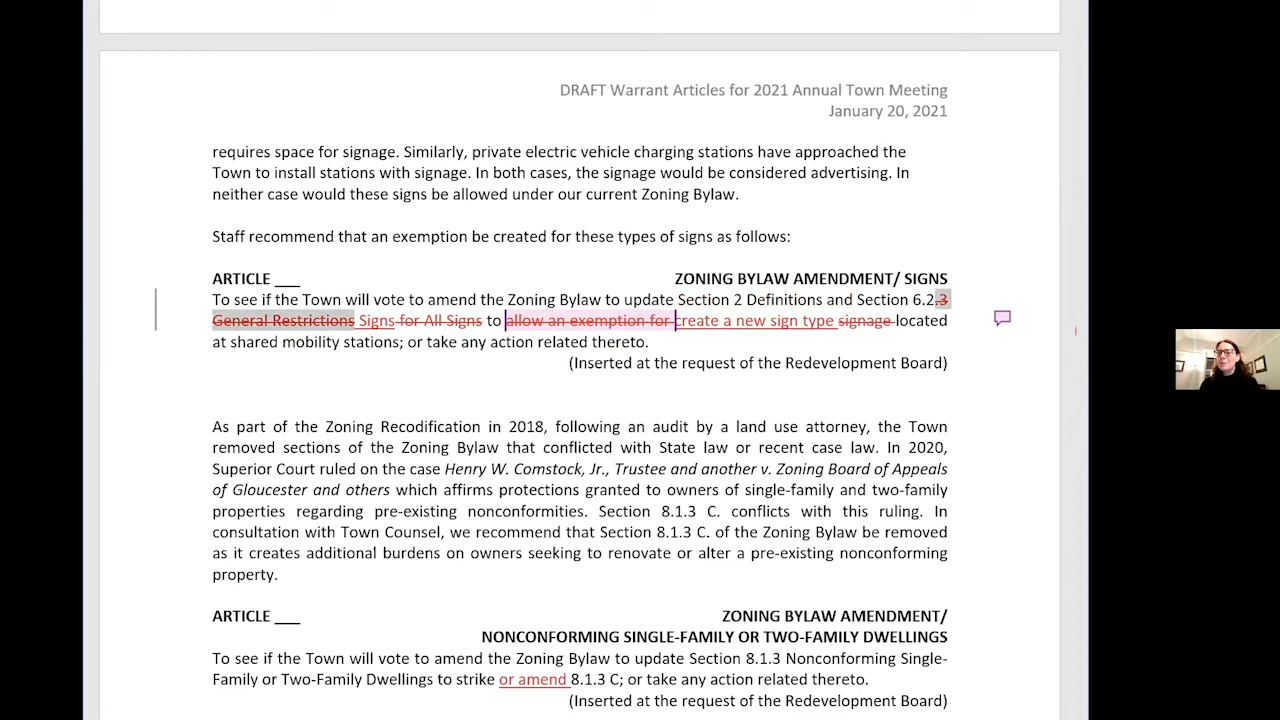 DRAFT Warrant Articles for 2021 Annual Town Meeting
January 20, 2021
requires space for signage. Similarly, private electric vehicle charging stations have approached the
Town to install stations with signage. In both cases, the signage would be considered advertising. In
neither case would these signs be allowed under our current Zoning Bylaw.
Staff recommend that an exemption be created for these types of signs as follows:
ARTICLE ___ ZONING BYLAW AMENDMENT/ SIGNS
To see if the Town will vote to amend the Zoning Bylaw to update Section 2 Definitions and Section 6.2.3
General Restrictions Signs for All Signs to allow an exemption for create a new sign type signage located
at shared mobility stations; or take any action related thereto.
(Inserted at the request of the Redevelopment Board)
As part of the Zoning Recodification in 2018, following an audit by a land use attorney, the Town
removed sections of the Zoning Bylaw that conflicted with State law or recent case law. In 2020,
Superior Court ruled on the case Henry W. Comstock, Jr., Trustee and another v. Zoning Board of Appeals
of Gloucester and others which affirms protections granted to owners of single-family and two-family
properties regarding pre-existing nonconformities. Section 8.1.3 C. conflicts with this ruling. In
consultation with Town Counsel, we recommend that Section 8.1.3 C. of the Zoning Bylaw be removed
as it creates additional burdens on owners seeking to renovate or alter a pre-existing nonconforming
property.
ARTICLE ___ ZONING BYLAW AMENDMENT/
NONCONFORMING SINGLE-FAMILY OR TWO-FAMILY DWELLINGS
To see if the Town will vote to amend the Zoning Bylaw to update Section 8.1.3 Nonconforming Single-
Family or Two-Family Dwellings to strike or amend 8.1.3 C; or take any action related thereto.
(Inserted at the request of the Redevelopment Board)